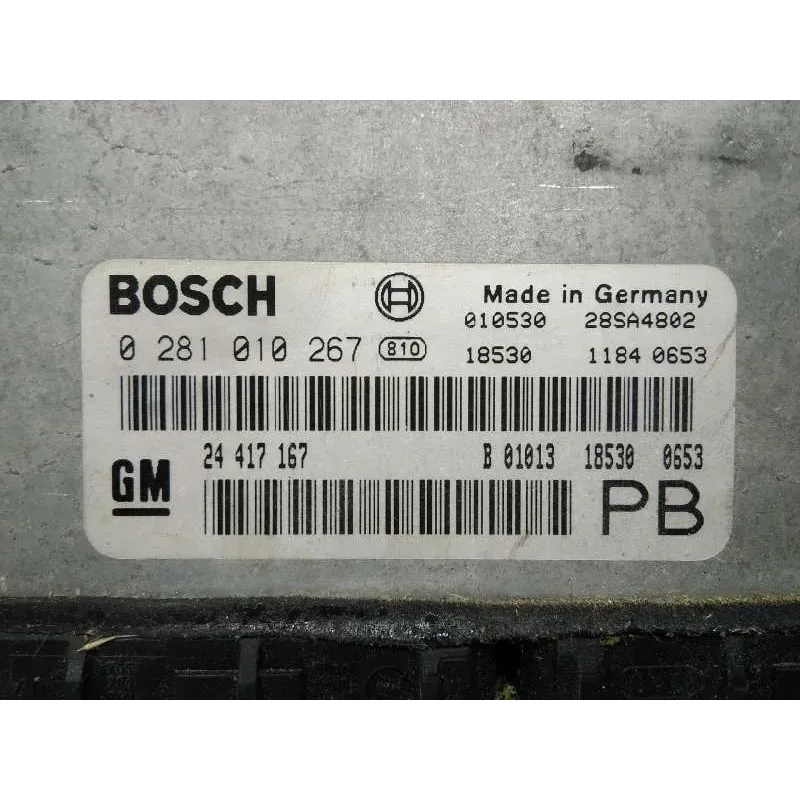 BOSCH Made in Germany
010530 28SA4802
0 281 010 267 810 18530 1184 0653
24 417 167 B 01013 18530 0653
GM PB